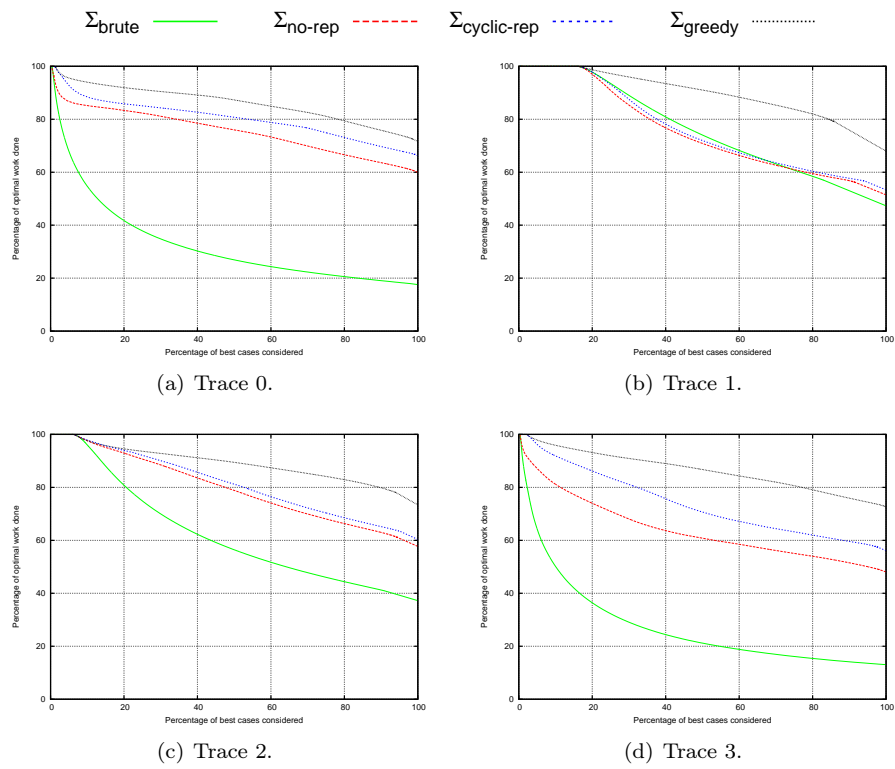 Σbrute Σno-rep Σcyclic-rep Σgreedy
100
80
60
40
20
0
Percentage of optimal work done
0 20 40 60 80 100
Percentage of best cases considered
(a) Trace 0.
100
80
60
40
20
0
Percentage of optimal work done
0 20 40 60 80 100
Percentage of best cases considered
(b) Trace 1.
100
80
60
40
20
0
Percentage of optimal work done
0 20 40 60 80 100
Percentage of best cases considered
(c) Trace 2.
100
80
60
40
20
0
Percentage of optimal work done
0 20 40 60 80 100
Percentage of best cases considered
(d) Trace 3.